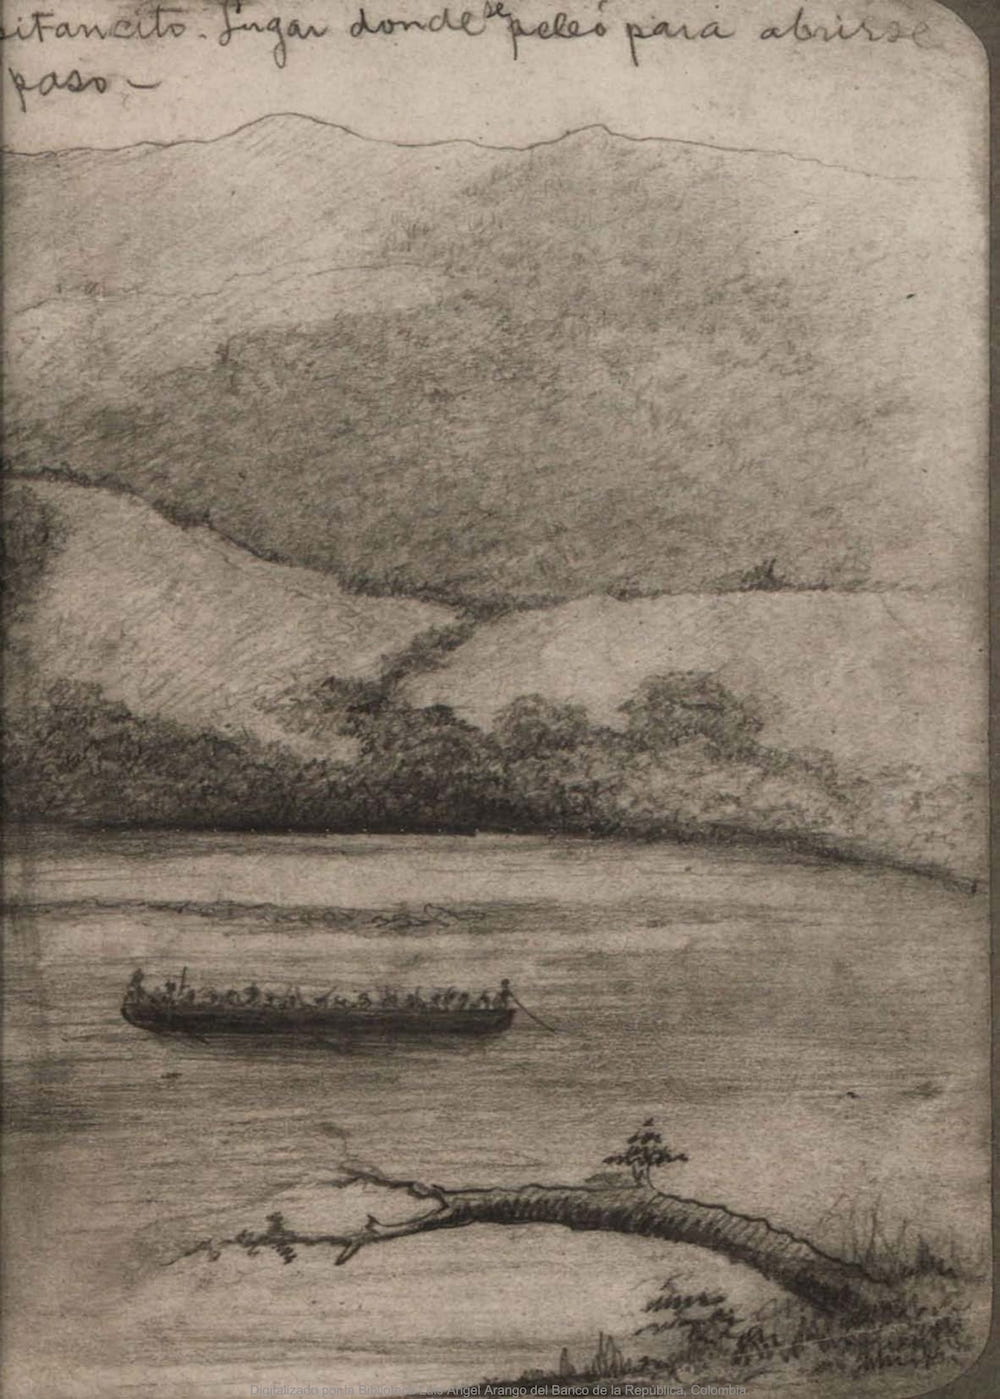 sitancito. Lugar donde se peleó para abrirse
paso –
Digitalizado por la Biblioteca Luis Ángel Arango del Banco de la República, Colombia.